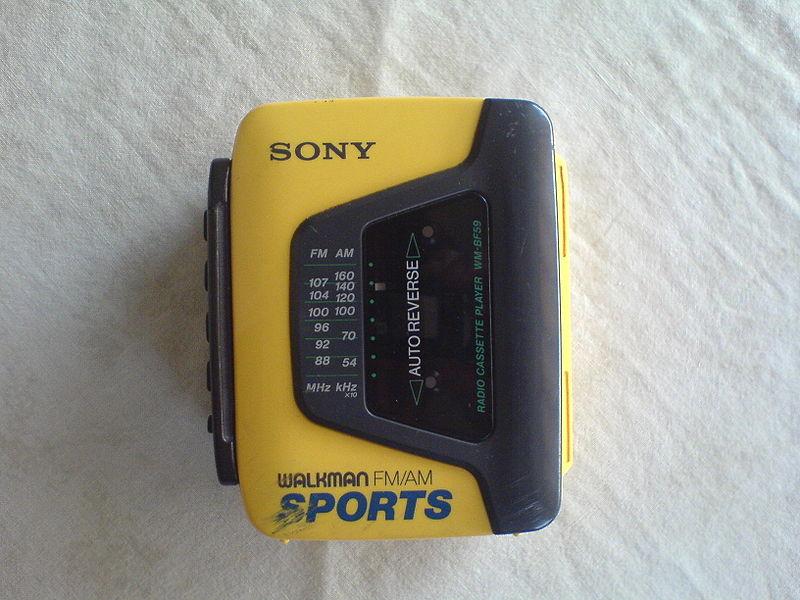 SONY
FM AM
160
107 140
104 120
100 100
96
70
92
88 54
MHz kHz
×10
AUTO REVERSE
RADIO CASSETTE PLAYER WM-BF59
WALKMAN FM/AM
SPORTS